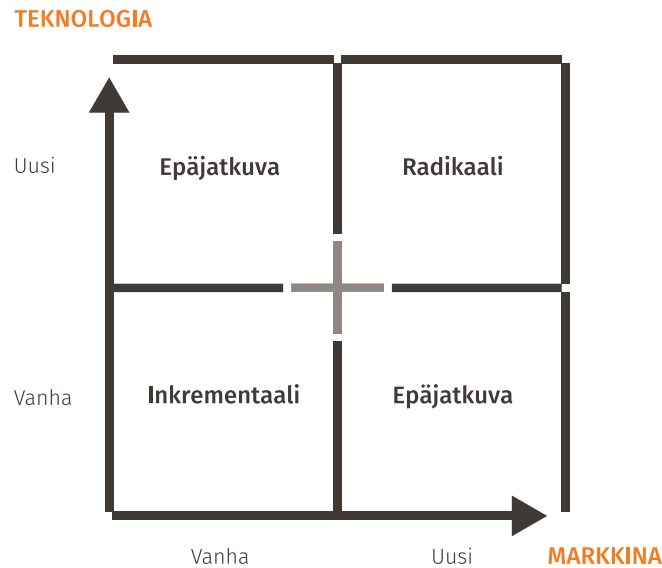 TEKNOLOGIA
Uusi
Epäjatkuva
Radikaali
Vanha
Inkrementaali
Epäjatkuva
Vanha
Uusi
MARKKINA